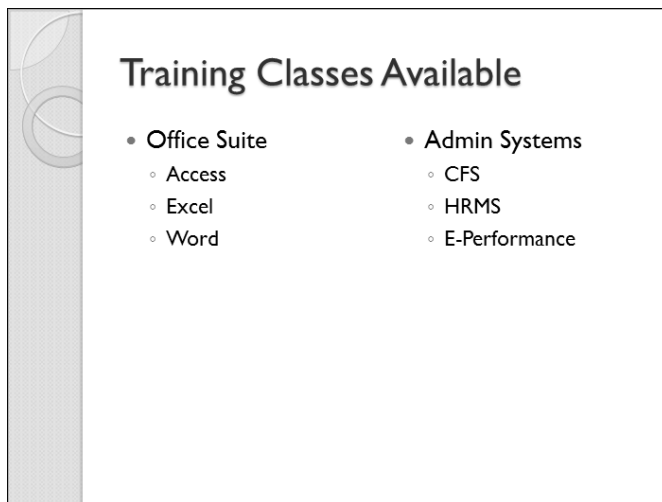 Training Classes Available
• Office Suite
◦ Access
◦ Excel
◦ Word
• Admin Systems
◦ CFS
◦ HRMS
◦ E-Performance